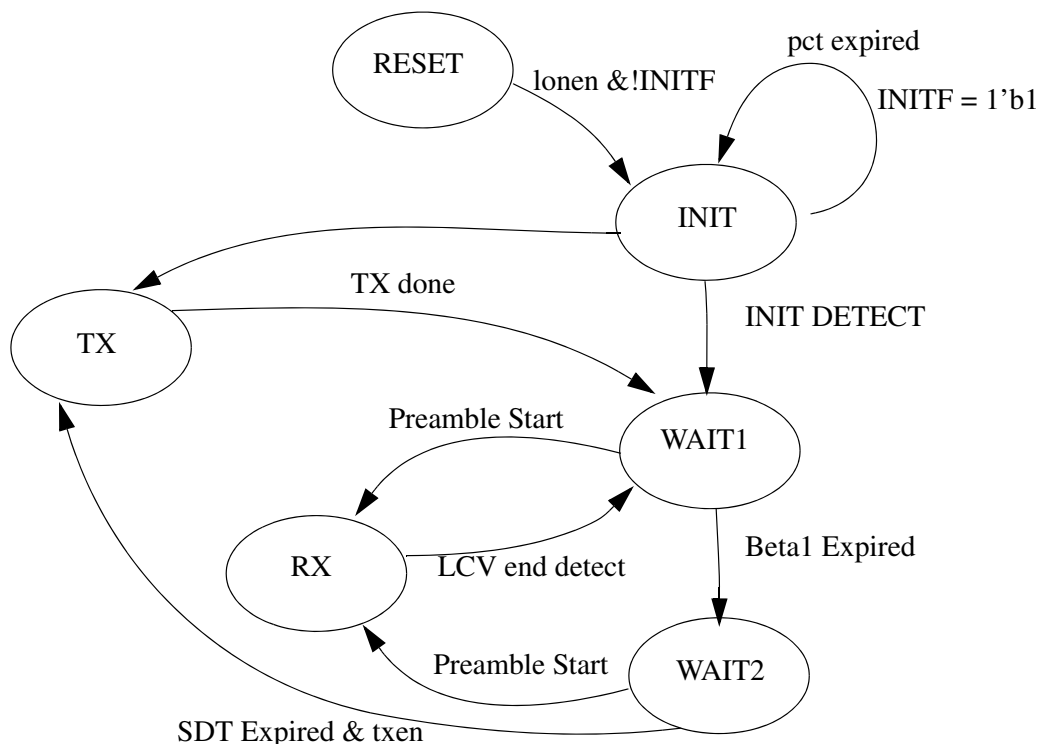 pct expired
RESET
lonen &!INITF
INITF = 1'b1
INIT
TX done
INIT DETECT
TX
Preamble Start
WAIT1
Beta1 Expired
RX
LCV end detect
Preamble Start
WAIT2
SDT Expired & txen